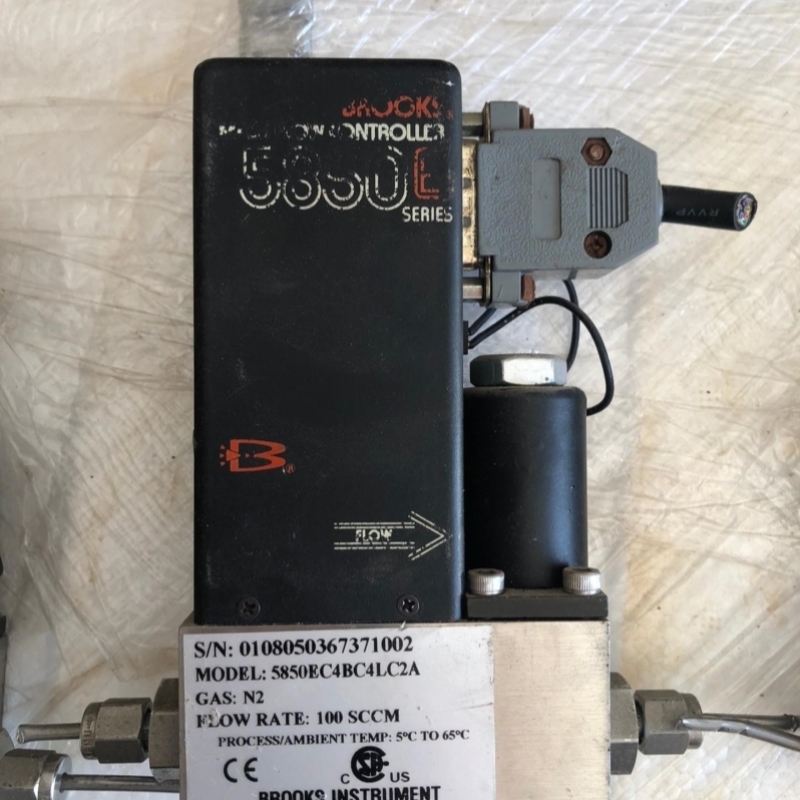 BROOKS
CONTROLLER
5850E
SERIES
RVVP
B®
FLOW
S/N: 0108050367371002
MODEL: 5850EC4BC4LC2A
GAS: N2
FLOW RATE: 100 SCCM
PROCESS/AMBIENT TEMP: 5°C TO 65°C
CE
C US
BROOKS INSTRUMENT